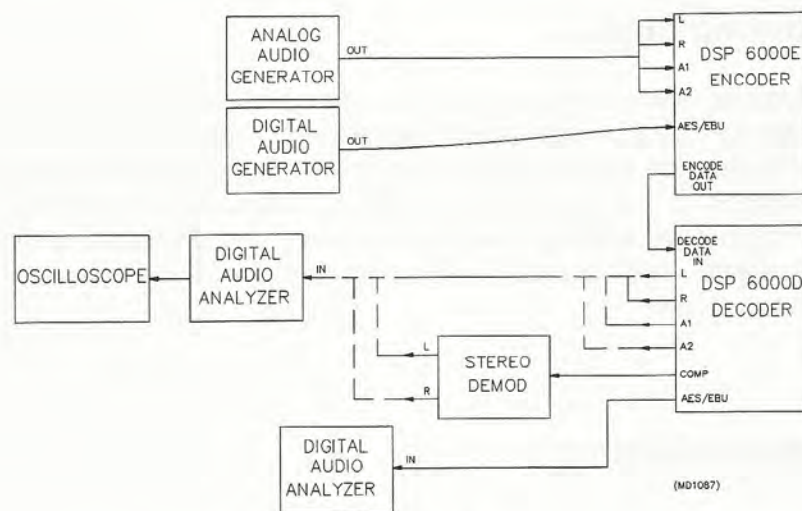 ANALOG
AUDIO
GENERATOR
OUT
L
R
A1
A2
DSP 6000E
ENCODER
DIGITAL
AUDIO
GENERATOR
OUT
AES/EBU
ENCODE
DATA
OUT
OSCILLOSCOPE
DIGITAL
AUDIO
ANALYZER
IN
DECODE
DATA
IN
L
R
A1
A2
COMP
AES/EBU
DSP 6000D
DECODER
L
R
STEREO
DEMOD
DIGITAL
AUDIO
ANALYZER
IN
(MD1087)